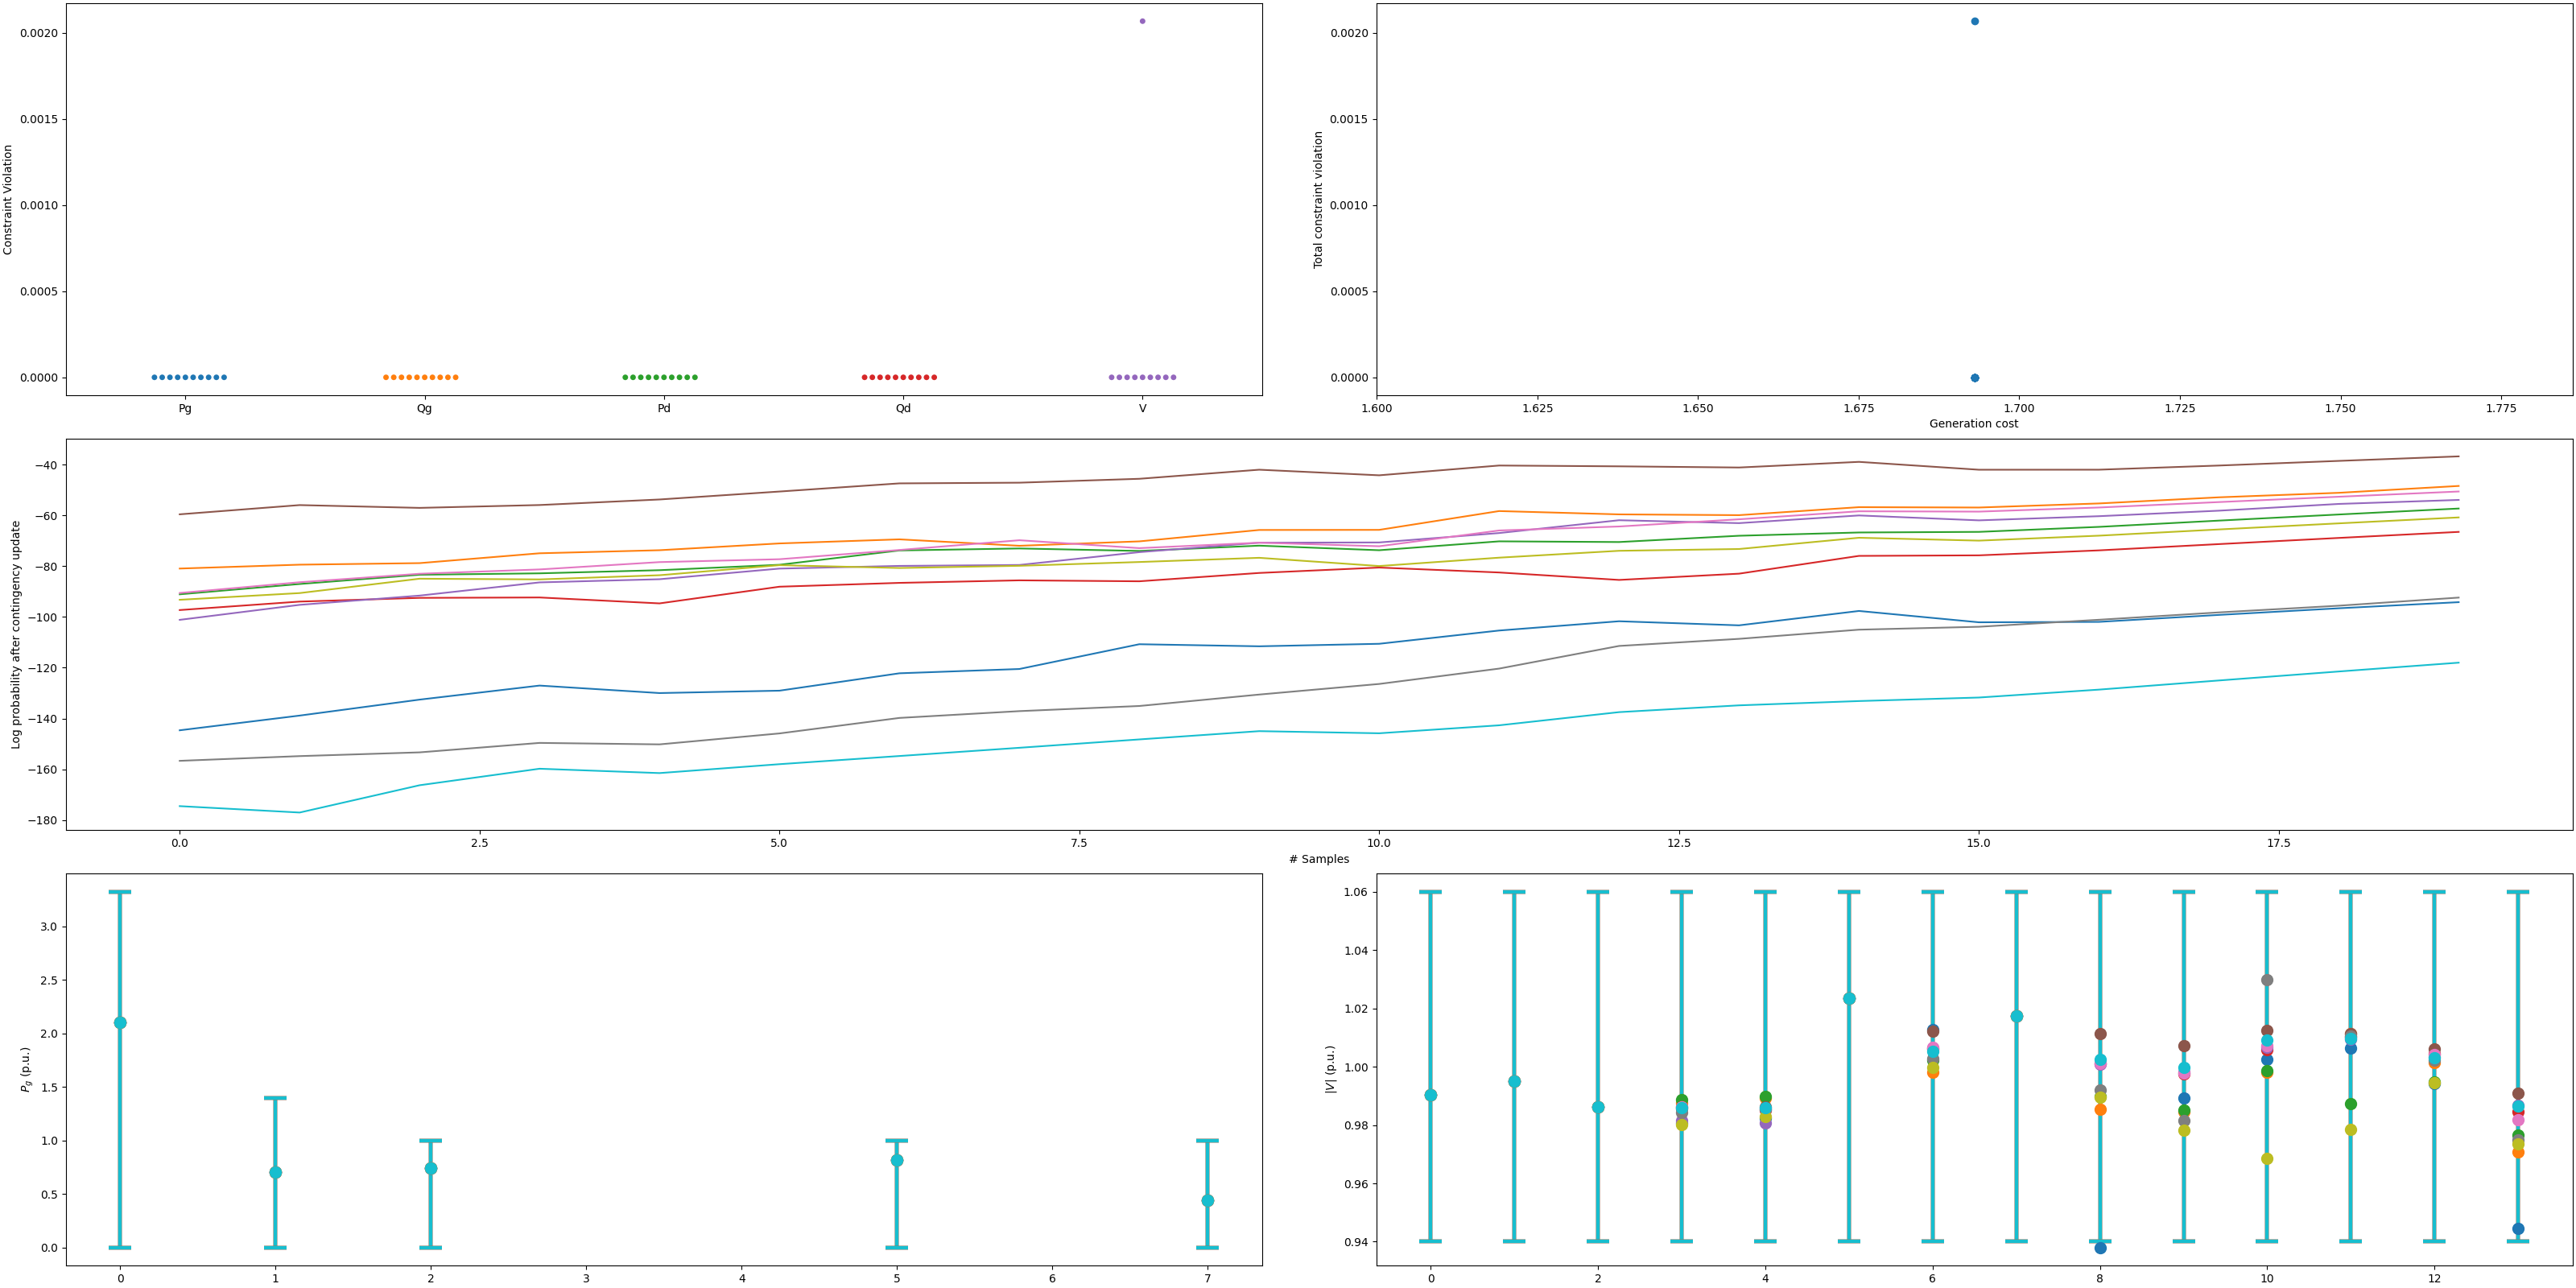 Constraint Violation
0.0020
0.0015
0.0010
0.0005
0.0000
Pg Qg Pd Qd V
Total constraint violation
0.0020
0.0015
0.0010
0.0005
0.0000
1.600 1.625 1.650 1.675 1.700 1.725 1.750 1.775
Generation cost
Log probability after contingency update
−40
−60
−80
−100
−120
−140
−160
−180
0.0 2.5 5.0 7.5 10.0 12.5 15.0 17.5
# Samples
Pg (p.u.)
3.0
2.5
2.0
1.5
1.0
0.5
0.0
0 1 2 3 4 5 6 7
|V| (p.u.)
1.06
1.04
1.02
1.00
0.98
0.96
0.94
0 2 4 6 8 10 12